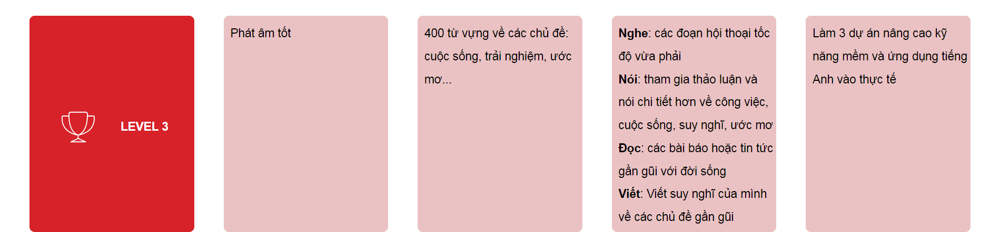 LEVEL 3
Phát âm tốt
400 từ vựng về các chủ đề:
cuộc sống, trải nghiệm, ước
mơ...
Nghe: các đoạn hội thoại tốc
độ vừa phải
Nói: tham gia thảo luận và
nói chi tiết hơn về công việc,
cuộc sống, suy nghĩ, ước mơ
Đọc: các bài báo hoặc tin tức
gần gũi với đời sống
Viết: Viết suy nghĩ của mình
về các chủ đề gần gũi
Làm 3 dự án nâng cao kỹ
năng mềm và ứng dụng tiếng
Anh vào thực tế